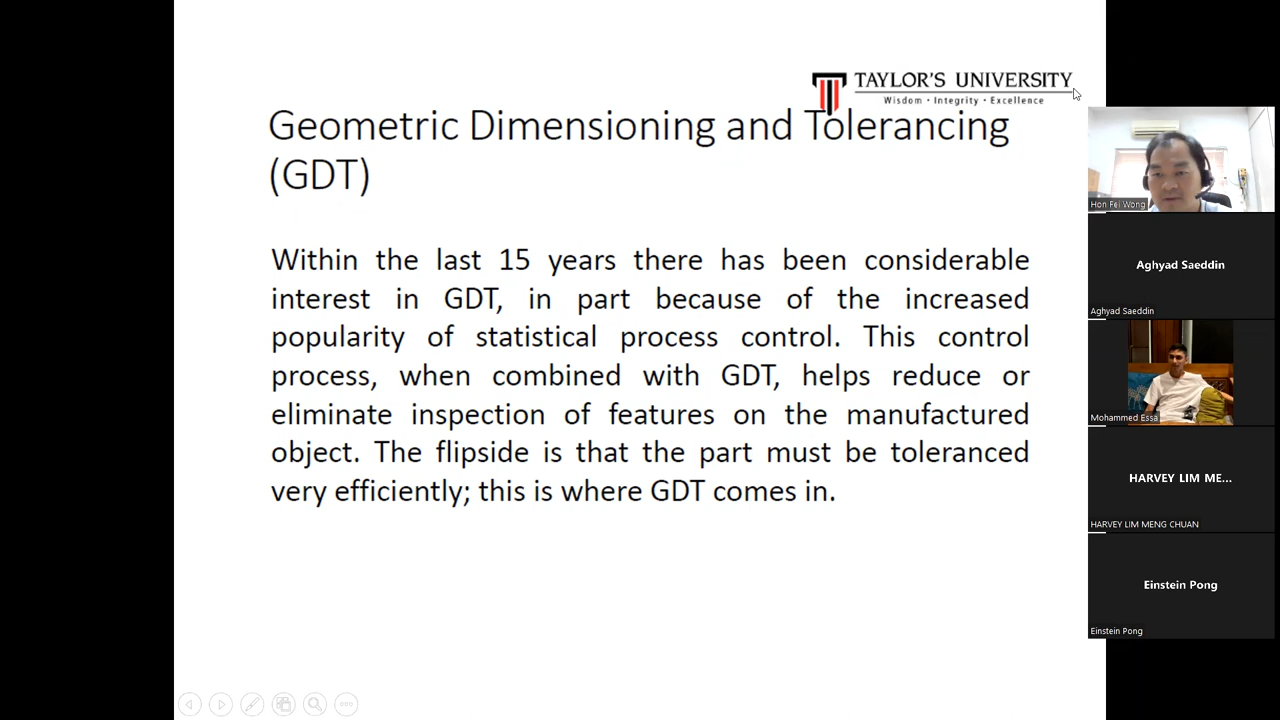 TAYLOR'S UNIVERSITY
Wisdom • Integrity • Excellence
Geometric Dimensioning and Tolerancing
(GDT)
Within the last 15 years there has been considerable
interest in GDT, in part because of the increased
popularity of statistical process control. This control
process, when combined with GDT, helps reduce or
eliminate inspection of features on the manufactured
object. The flipside is that the part must be toleranced
very efficiently; this is where GDT comes in.
Hon Fei Wong
Aghyad Saeddin
Aghyad Saeddin
Mohammed Essa
HARVEY LIM ME...
HARVEY LIM MENG CHUAN
Einstein Pong
Einstein Pong